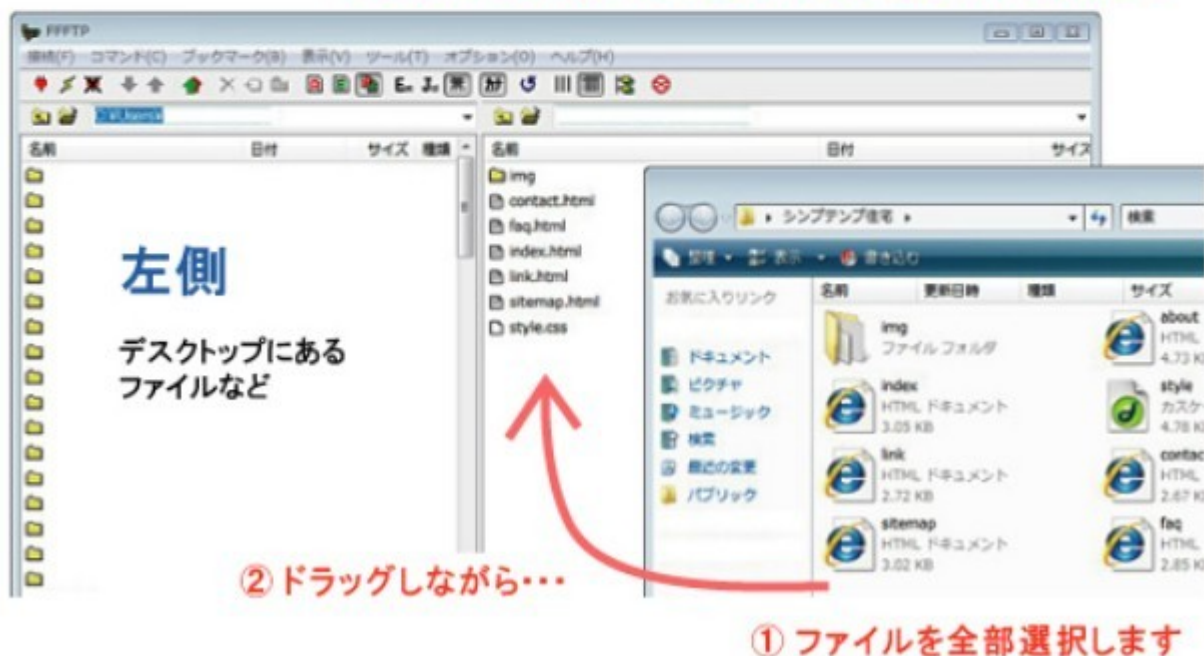 FFFTP
接続(F) コマンド(C) ブックマーク(B) 表示(V) ツール(T) オプション(O) ヘルプ(H)
名前 日付 サイズ 種類
名前 日付 サイズ
img
contact.html
faq.html
index.html
link.html
sitemap.html
style.css
左側
デスクトップにある
ファイルなど
シンプテンプ住宅
検索
整理 表示 書き込む
お気に入りリンク
ドキュメント
ピクチャ
ミュージック
検索
最近の変更
パブリック
名前 更新日時 種類 サイズ
img
ファイル フォルダ
about
HTML
4.73 K
index
HTML ドキュメント
3.05 KB
style
カスケ
4.78 K
link
HTML ドキュメント
2.72 KB
contac
HTML
2.67 K
sitemap
HTML ドキュメント
3.02 KB
faq
HTML
2.85 K
② ドラッグしながら・・・
① ファイルを全部選択します